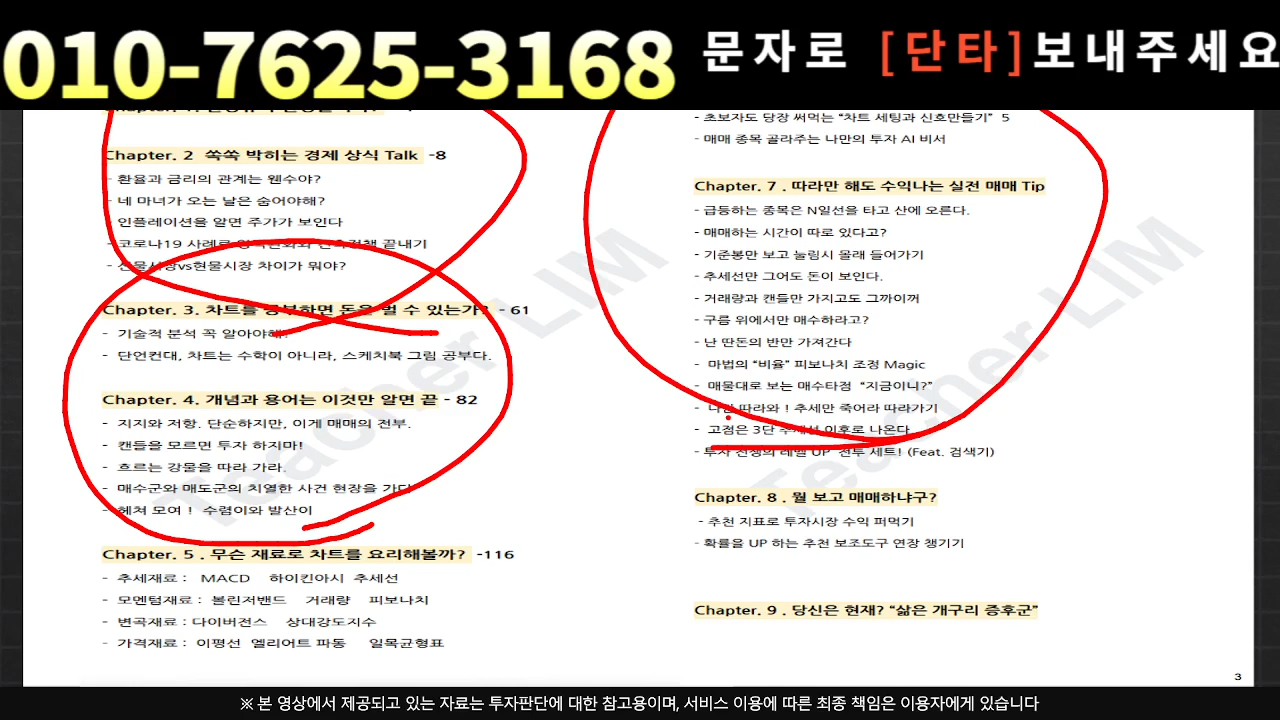 010-7625-3168 문자로 [단타]보내주세요
Chapter. 2 쏙쏙 박히는 경제 상식 Talk -8
- 환율과 금리의 관계는 웬수야?
- 네 마녀가 오는 날은 숨어야해?
인플레이션을 알면 주가가 보인다
- 코로나19 사례로 끝내기
- 선물시장vs현물시장 차이가 뭐야?
Chapter. 3. 차트를 공부하면 돈을 벌 수 있는가? - 61
- 기술적 분석 꼭 알아야해?
- 단언컨대, 차트는 수학이 아니라, 스케치북 그림 공부다.
Chapter. 4. 개념과 용어는 이것만 알면 끝 - 82
- 지지와 저항. 단순하지만, 이게 매매의 전부.
- 캔들을 모르면 투자 하지마!
- 흐르는 강물을 따라 가라.
- 매수군과 매도군의 치열한 사건 현장을 가다
- 헤쳐 모여 ! 수렴이와 발산이
Chapter. 5 . 무슨 재료로 차트를 요리해볼까? -116
- 추세재료 : MACD 하이킨아시 추세선
- 모멘텀재료 : 볼린저밴드 거래량 피보나치
- 변곡재료 : 다이버전스 상대강도지수
- 가격재료 : 이평선 엘리어트 파동 일목균형표
- 초보자도 당장 써먹는 “차트 세팅과 신호만들기” 5
- 매매 종목 골라주는 나만의 투자 AI 비서
Chapter. 7 . 따라만 해도 수익나는 실전 매매 Tip
- 급등하는 종목은 N일선을 타고 산에 오른다.
- 매매하는 시간이 따로 있다고?
- 기준봉만 보고 눌림시 몰래 들어가기
- 추세선만 그어도 돈이 보인다.
- 거래량과 캔들만 가지고도 그까이꺼
- 구름 위에서만 매수하라고?
- 난 딴돈의 반만 가져간다
- 마법의 “비율” 피보나치 조정 Magic
- 매물대로 보는 매수타점 “지금이니?”
- 나만 따라와 ! 추세만 죽어라 따라가기
- 고점은 3단 추세선 이후로 나온다
- 투자 전쟁의 레벨 UP 전투 세트! (Feat. 검색기)
Chapter. 8 . 뭘 보고 매매하냐구?
- 추천 지표로 투자시장 수익 퍼먹기
- 확률을 UP 하는 추천 보조도구 연장 챙기기
Chapter. 9 . 당신은 현재? “삶은 개구리 증후군”
Teacher LIM
Teacher LIM
3
※ 본 영상에서 제공되고 있는 자료는 투자판단에 대한 참고용이며, 서비스 이용에 따른 최종 책임은 이용자에게 있습니다